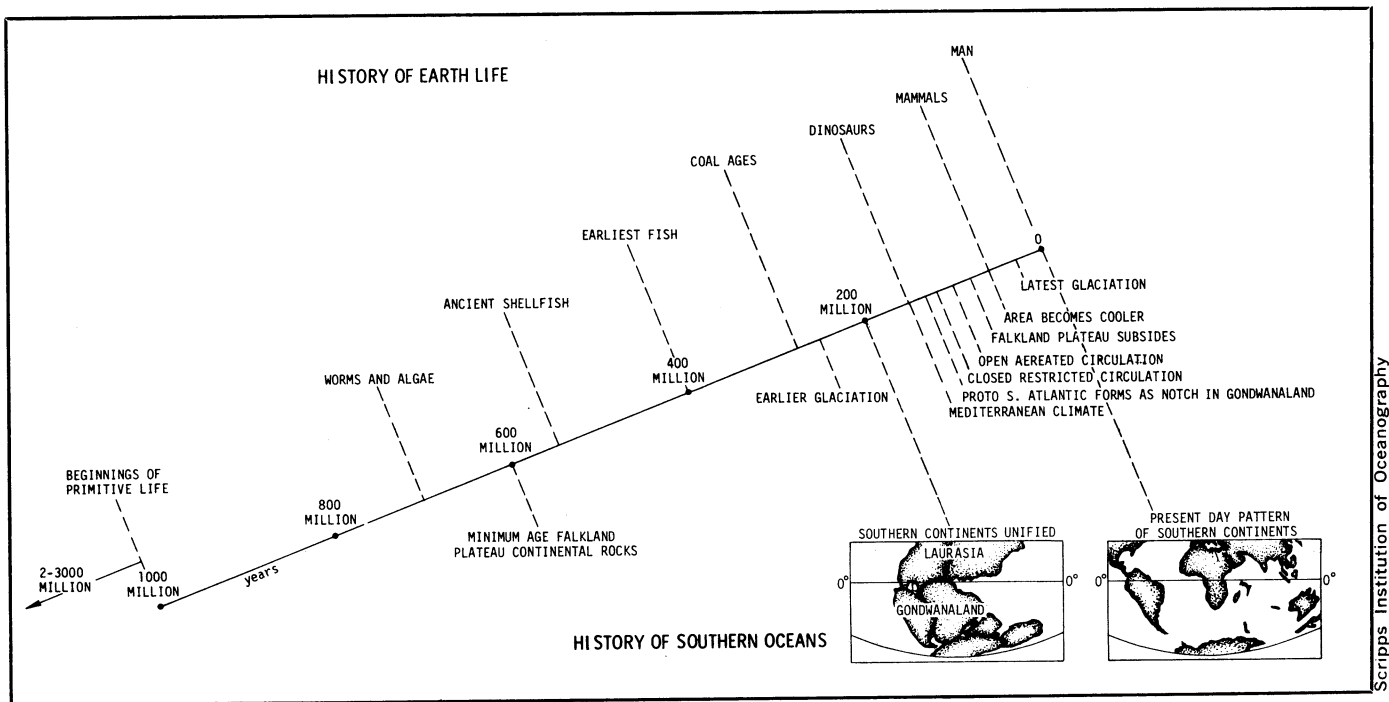 HISTORY OF EARTH LIFE
MAN
MAMMALS
DINOSAURS
COAL AGES
EARLIEST FISH
ANCIENT SHELLFISH
WORMS AND ALGAE
BEGINNINGS OF
PRIMITIVE LIFE
2-3000
MILLION
1000
MILLION
years
800
MILLION
600
MILLION
400
MILLION
200
MILLION
0
LATEST GLACIATION
AREA BECOMES COOLER
FALKLAND PLATEAU SUBSIDES
OPEN AEREATED CIRCULATION
CLOSED RESTRICTED CIRCULATION
PROTO S. ATLANTIC FORMS AS NOTCH IN GONDWANALAND
MEDITERRANEAN CLIMATE
EARLIER GLACIATION
MINIMUM AGE FALKLAND
PLATEAU CONTINENTAL ROCKS
SOUTHERN CONTINENTS UNIFIED
LAURASIA
0°
0°
GONDWANALAND
PRESENT DAY PATTERN
OF SOUTHERN CONTINENTS
0°
0°
HISTORY OF SOUTHERN OCEANS
Scripps Institution of Oceanography